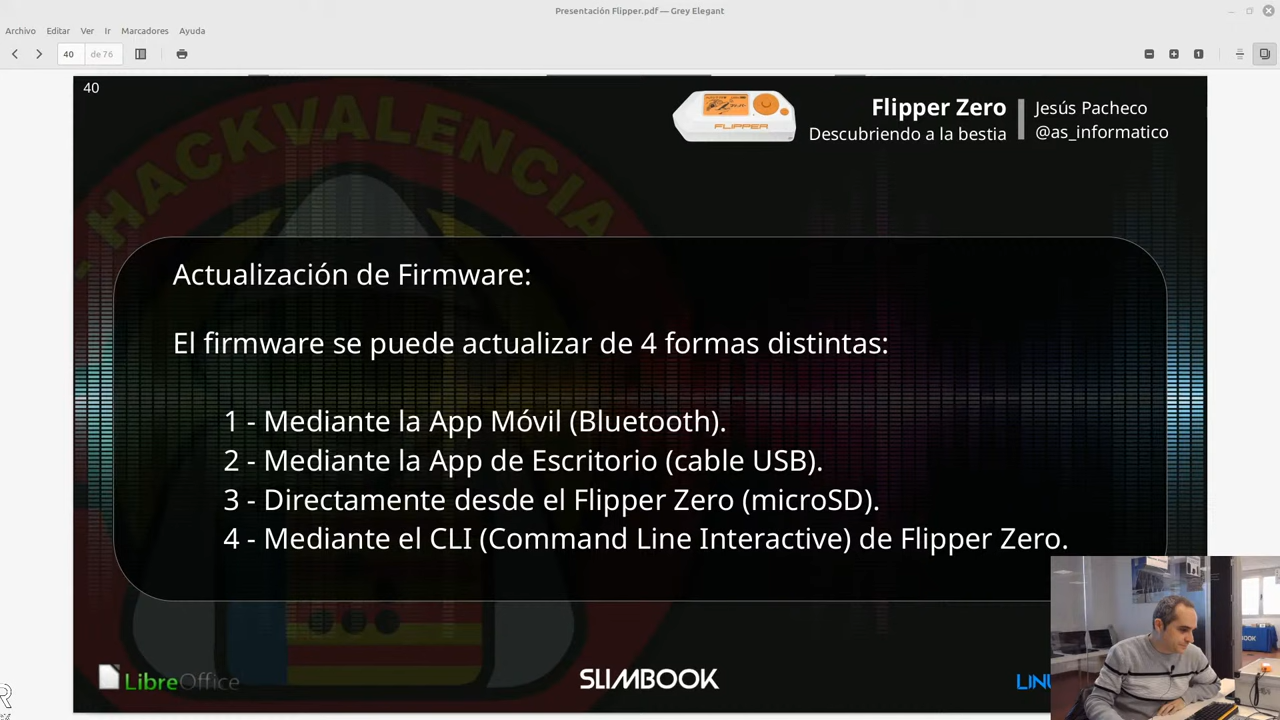 Presentación Flipper.pdf — Grey Elegant
Archivo Editar Ver Ir Marcadores Ayuda
40 de 76
40
HACKVALENCIA
FLIPPER
Flipper Zero
Descubriendo a la bestia
Jesús Pacheco
@as_informatico
Actualización de Firmware:
El firmware se puede actualizar de 4 formas distintas:
1 - Mediante la App Móvil (Bluetooth).
2 - Mediante la App de Escritorio (cable USB).
3 - Directamente desde el Flipper Zero (microSD).
4 - Mediante el CLI (Command Line Interactive) de Flipper Zero.
LibreOffice
SLIMBOOK
LINU